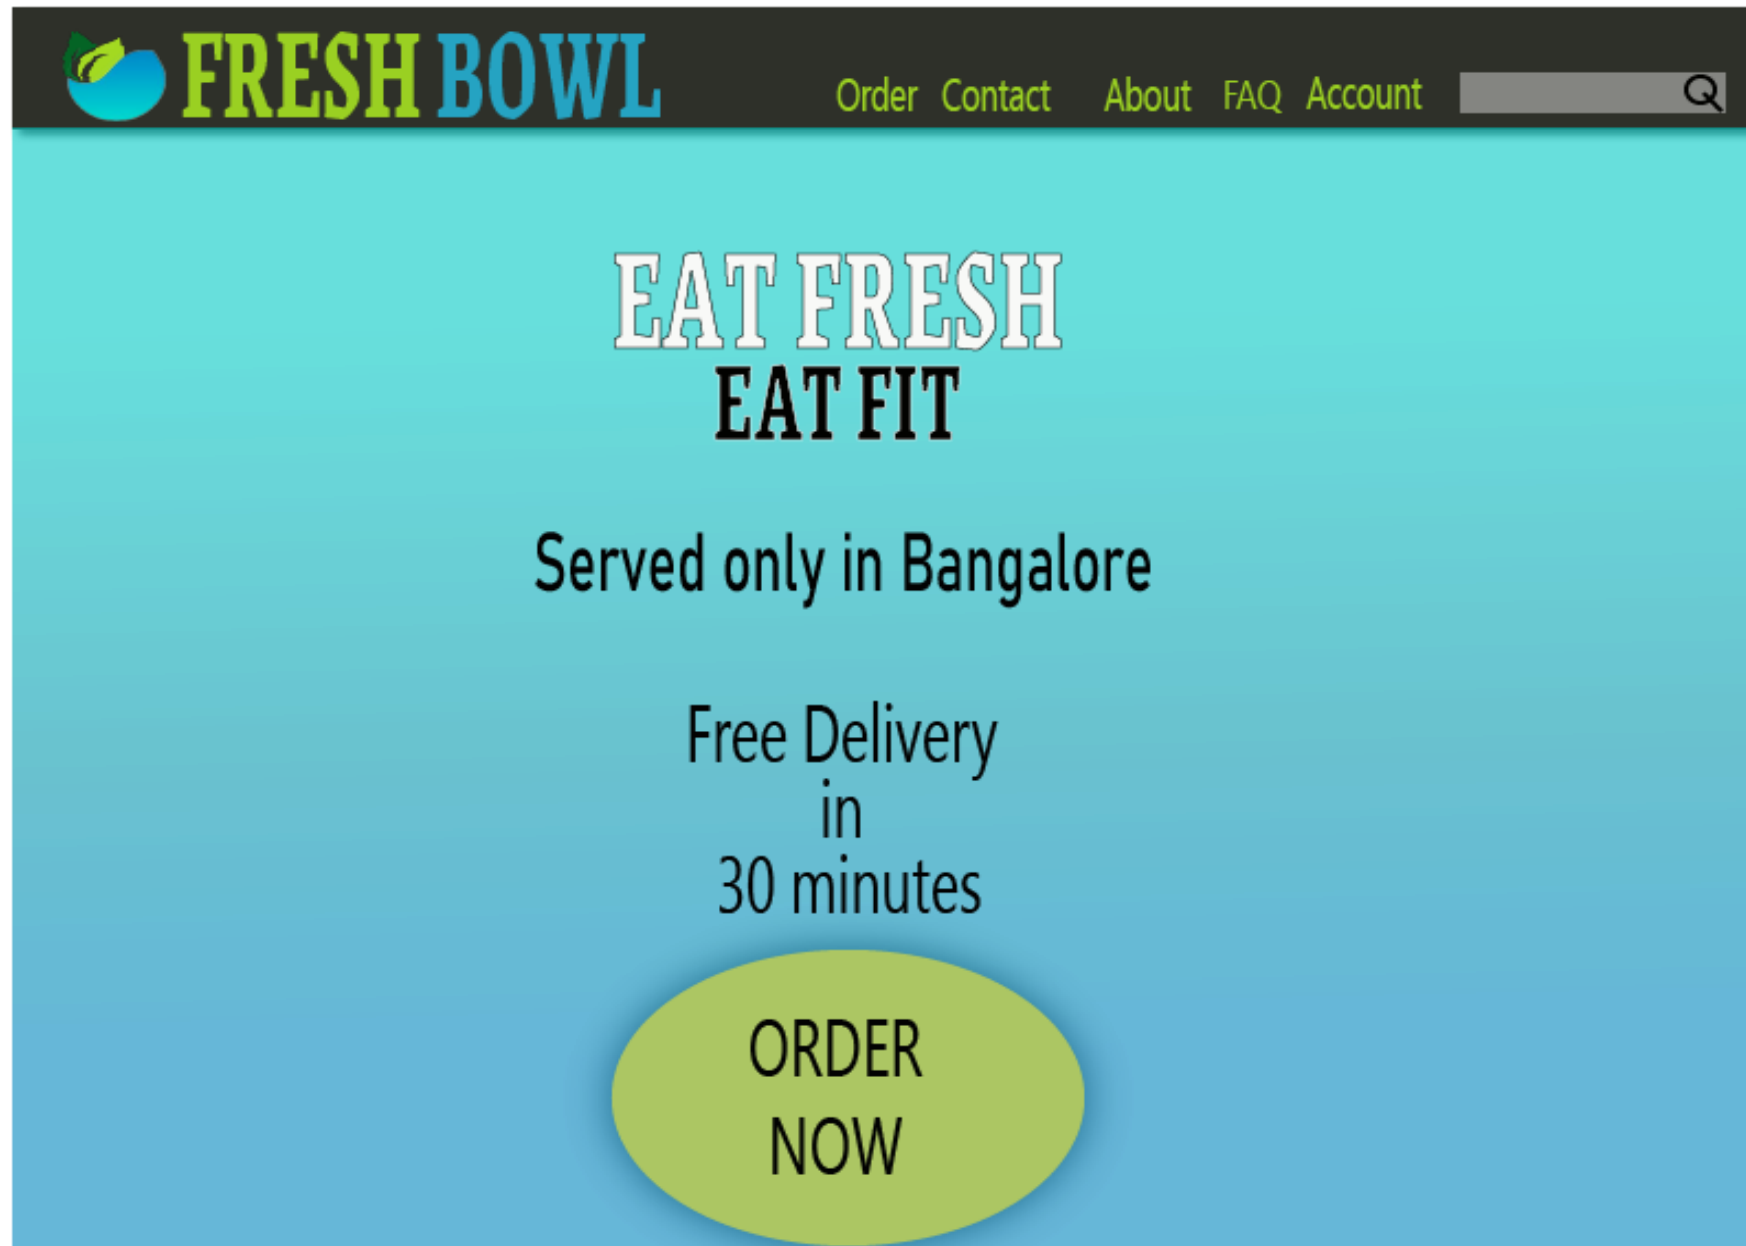 FRESH BOWL
Order Contact About FAQ Account
EAT FRESH
EAT FIT
Served only in Bangalore
Free Delivery
in
30 minutes
ORDER
NOW